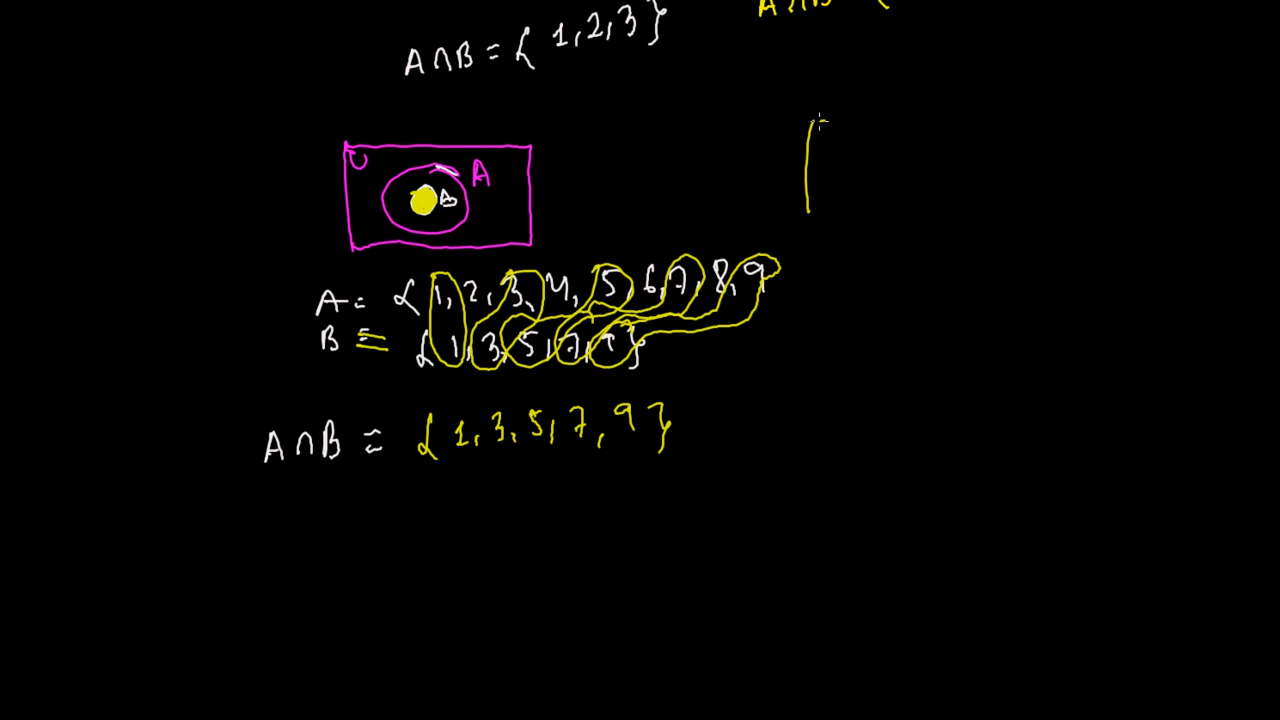 A∩B = {1,2,3}
A∩B {
U
A
B
A = {1,2,3,4,5,6,7,8,9
B = {1,3,5,7,9}
A∩B = {1,3,5,7,9}